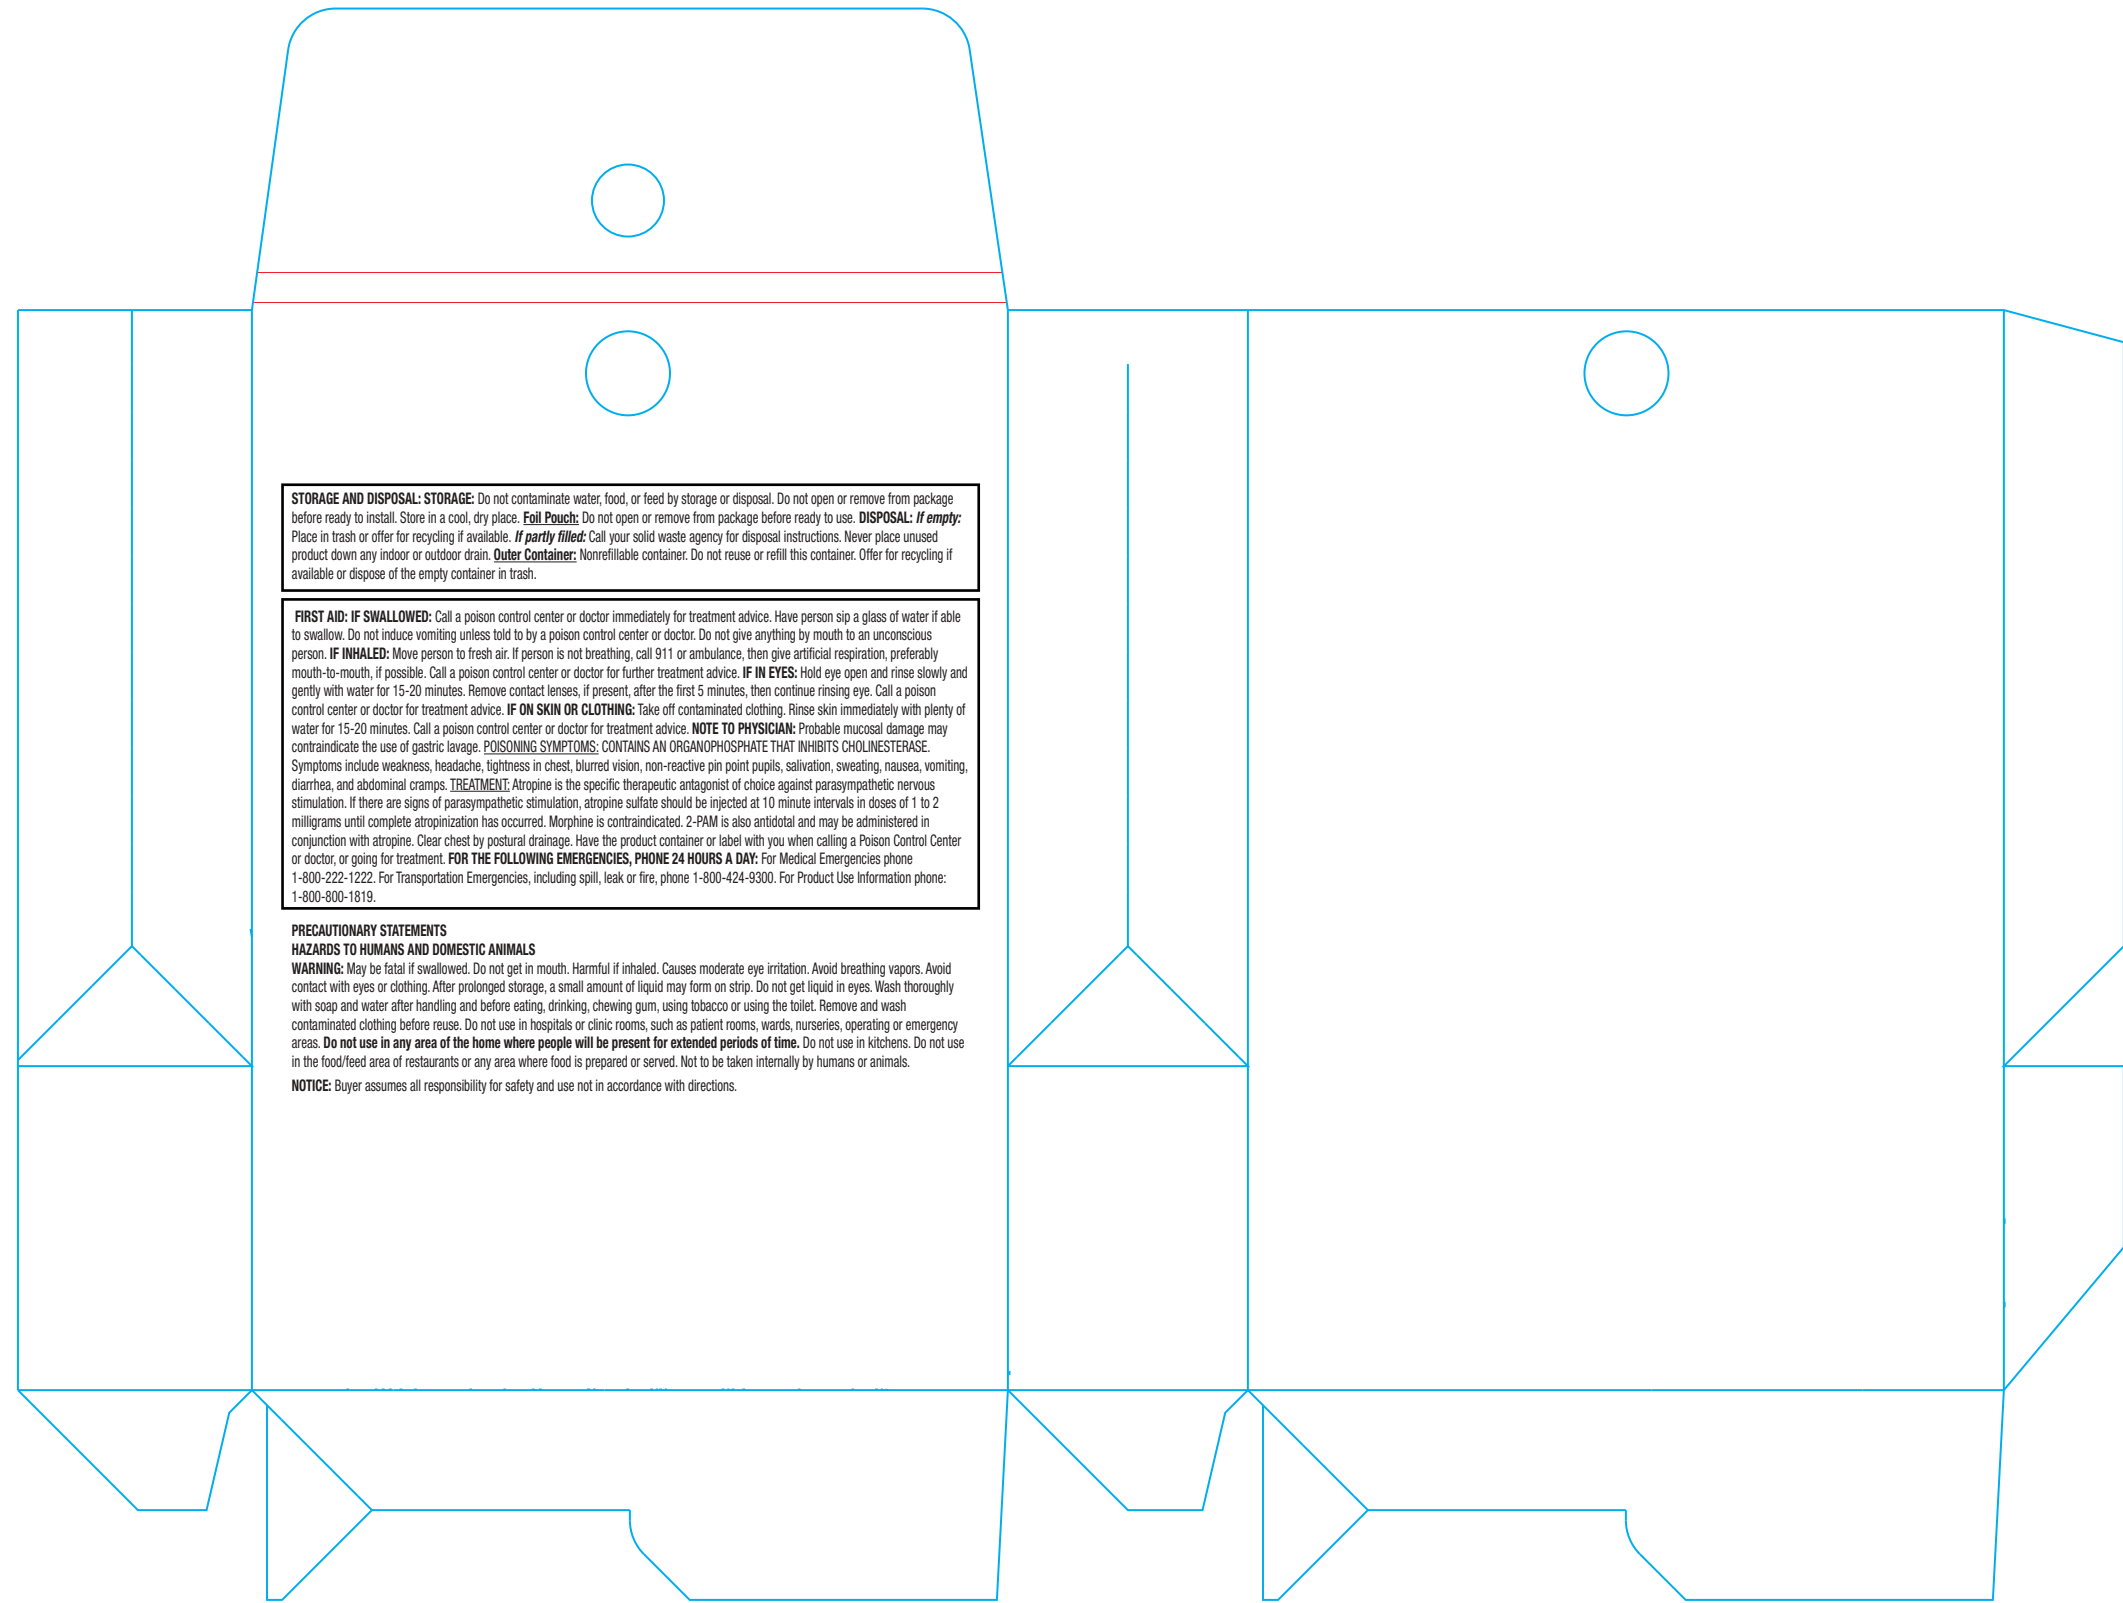 STORAGE AND DISPOSAL: STORAGE: Do not contaminate water, food, or feed by storage or disposal. Do not open or remove from package
before ready to install. Store in a cool, dry place. Foil Pouch: Do not open or remove from package before ready to use. DISPOSAL: If empty:
Place in trash or offer for recycling if available. If partly filled: Call your solid waste agency for disposal instructions. Never place unused
product down any indoor or outdoor drain. Outer Container: Nonrefillable container. Do not reuse or refill this container. Offer for recycling if
available or dispose of the empty container in trash.
FIRST AID: IF SWALLOWED: Call a poison control center or doctor immediately for treatment advice. Have person sip a glass of water if able
to swallow. Do not induce vomiting unless told to by a poison control center or doctor. Do not give anything by mouth to an unconscious
person. IF INHALED: Move person to fresh air. If person is not breathing, call 911 or ambulance, then give artificial respiration, preferably
mouth-to-mouth, if possible. Call a poison control center or doctor for further treatment advice. IF IN EYES: Hold eye open and rinse slowly and
gently with water for 15-20 minutes. Remove contact lenses, if present, after the first 5 minutes, then continue rinsing eye. Call a poison
control center or doctor for treatment advice. IF ON SKIN OR CLOTHING: Take off contaminated clothing. Rinse skin immediately with plenty of
water for 15-20 minutes. Call a poison control center or doctor for treatment advice. NOTE TO PHYSICIAN: Probable mucosal damage may
contraindicate the use of gastric lavage. POISONING SYMPTOMS: CONTAINS AN ORGANOPHOSPHATE THAT INHIBITS CHOLINESTERASE.
Symptoms include weakness, headache, tightness in chest, blurred vision, non-reactive pin point pupils, salivation, sweating, nausea, vomiting,
diarrhea, and abdominal cramps. TREATMENT: Atropine is the specific therapeutic antagonist of choice against parasympathetic nervous
stimulation. If there are signs of parasympathetic stimulation, atropine sulfate should be injected at 10 minute intervals in doses of 1 to 2
milligrams until complete atropinization has occurred. Morphine is contraindicated. 2-PAM is also antidotal and may be administered in
conjunction with atropine. Clear chest by postural drainage. Have the product container or label with you when calling a Poison Control Center
or doctor, or going for treatment. FOR THE FOLLOWING EMERGENCIES, PHONE 24 HOURS A DAY: For Medical Emergencies phone
1-800-222-1222. For Transportation Emergencies, including spill, leak or fire, phone 1-800-424-9300. For Product Use Information phone:
1-800-800-1819.
PRECAUTIONARY STATEMENTS
HAZARDS TO HUMANS AND DOMESTIC ANIMALS
WARNING: May be fatal if swallowed. Do not get in mouth. Harmful if inhaled. Causes moderate eye irritation. Avoid breathing vapors. Avoid
contact with eyes or clothing. After prolonged storage, a small amount of liquid may form on strip. Do not get liquid in eyes. Wash thoroughly
with soap and water after handling and before eating, drinking, chewing gum, using tobacco or using the toilet. Remove and wash
contaminated clothing before reuse. Do not use in hospitals or clinic rooms, such as patient rooms, wards, nurseries, operating or emergency
areas. Do not use in any area of the home where people will be present for extended periods of time. Do not use in kitchens. Do not use
in the food/feed area of restaurants or any area where food is prepared or served. Not to be taken internally by humans or animals.
NOTICE: Buyer assumes all responsibility for safety and use not in accordance with directions.